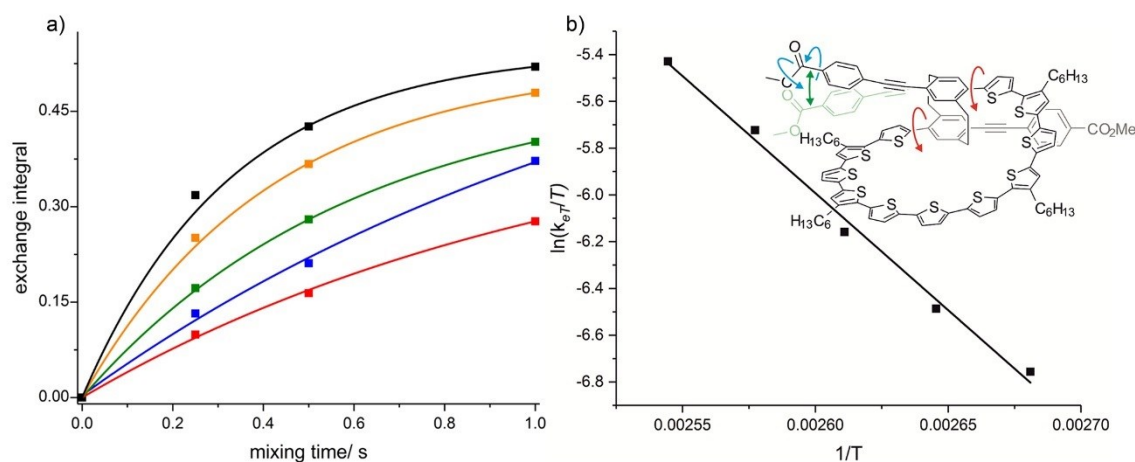 a)
exchange integral
0.45
0.30
0.15
0.00
0.0
0.2
0.4
0.6
0.8
1.0
mixing time/ s
b)
ln(k_eT/T)
-5.4
-5.6
-5.8
-6.0
-6.2
-6.4
-6.6
-6.8
0.00255
0.00260
0.00265
0.00270
1/T
O
O
O
O
C6H13
S
S
S
S
S
S
S
S
S
S
S
S
CO2Me
H13C6
H13C6
C6H13